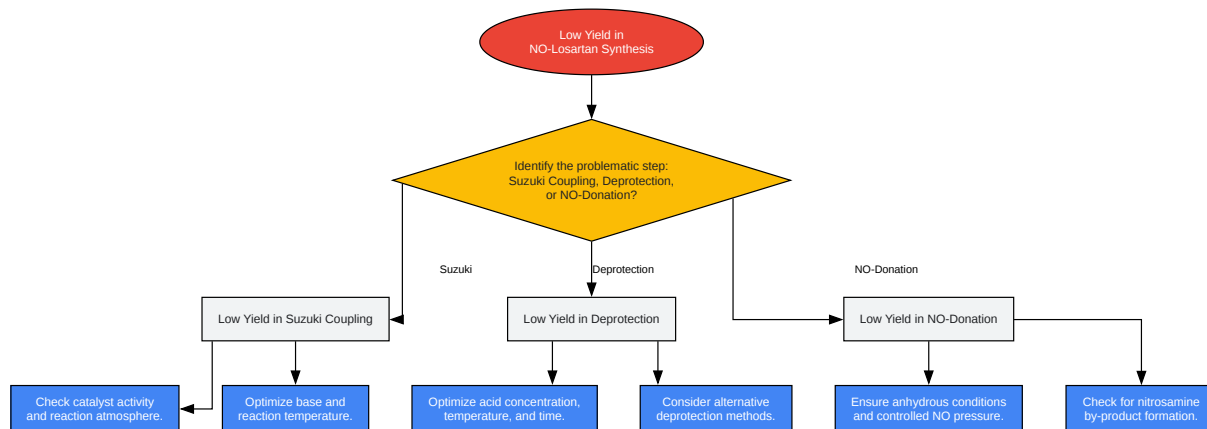 Low Yield in
NO-Losartan Synthesis
Identify the problematic step:
Suzuki Coupling, Deprotection,
or NO-Donation?
Suzuki
Deprotection
NO-Donation
Low Yield in Suzuki Coupling
Low Yield in Deprotection
Low Yield in NO-Donation
Check catalyst activity
and reaction atmosphere.
Optimize base and
reaction temperature.
Optimize acid concentration,
temperature, and time.
Consider alternative
deprotection methods.
Ensure anhydrous conditions
and controlled NO pressure.
Check for nitrosamine
by-product formation.